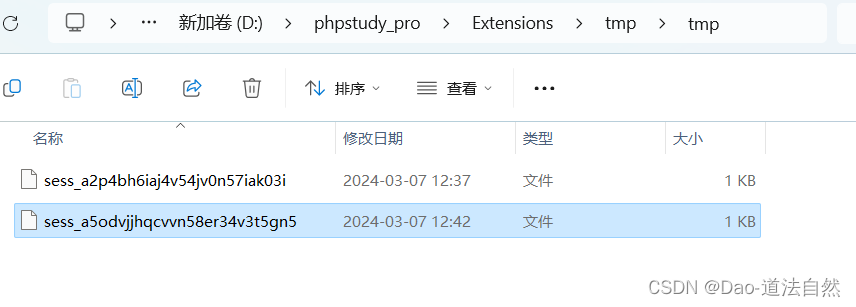 新加卷 (D:) phpstudy_pro Extensions tmp tmp
排序 查看
名称 修改日期 类型 大小
sess_a2p4bh6iaj4v54jv0n57iak03i 2024-03-07 12:37 文件 1 KB
sess_a5odvjjhqcvvn58er34v3t5gn5 2024-03-07 12:42 文件 1 KB
CSDN @Dao-道法自然